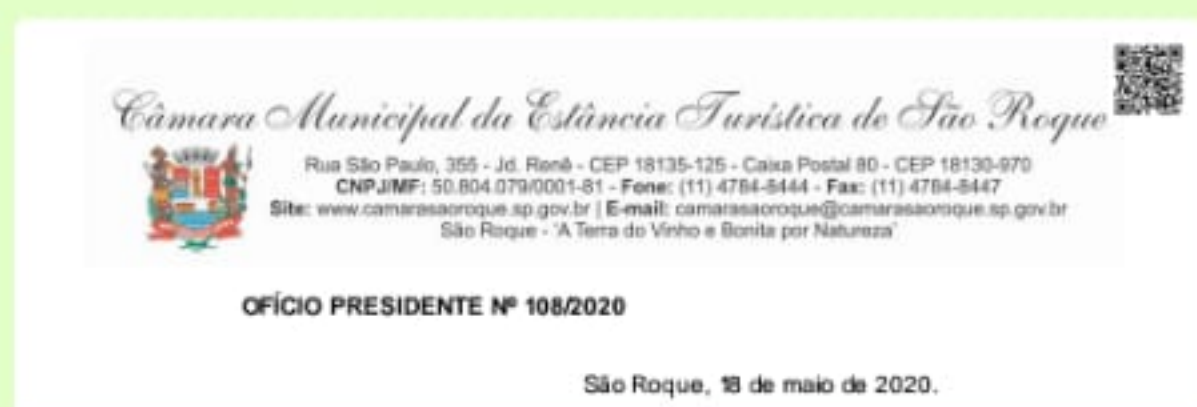 Câmara Municipal da Estância Turística de São Roque
Rua São Paulo, 355 - Jd. Renê - CEP 18135-125 - Caixa Postal 80 - CEP 18130-970
CNPJ/MF: 50.804.079/0001-81 - Fone: (11) 4784-8444 - Fax: (11) 4784-8447
Site: www.camarasaoroque.sp.gov.br | E-mail: camarasaoroque@camarasaoroque.sp.gov.br
São Roque - 'A Terra do Vinho e Bonita por Natureza'
OFÍCIO PRESIDENTE Nº 108/2020
São Roque, 18 de maio de 2020.